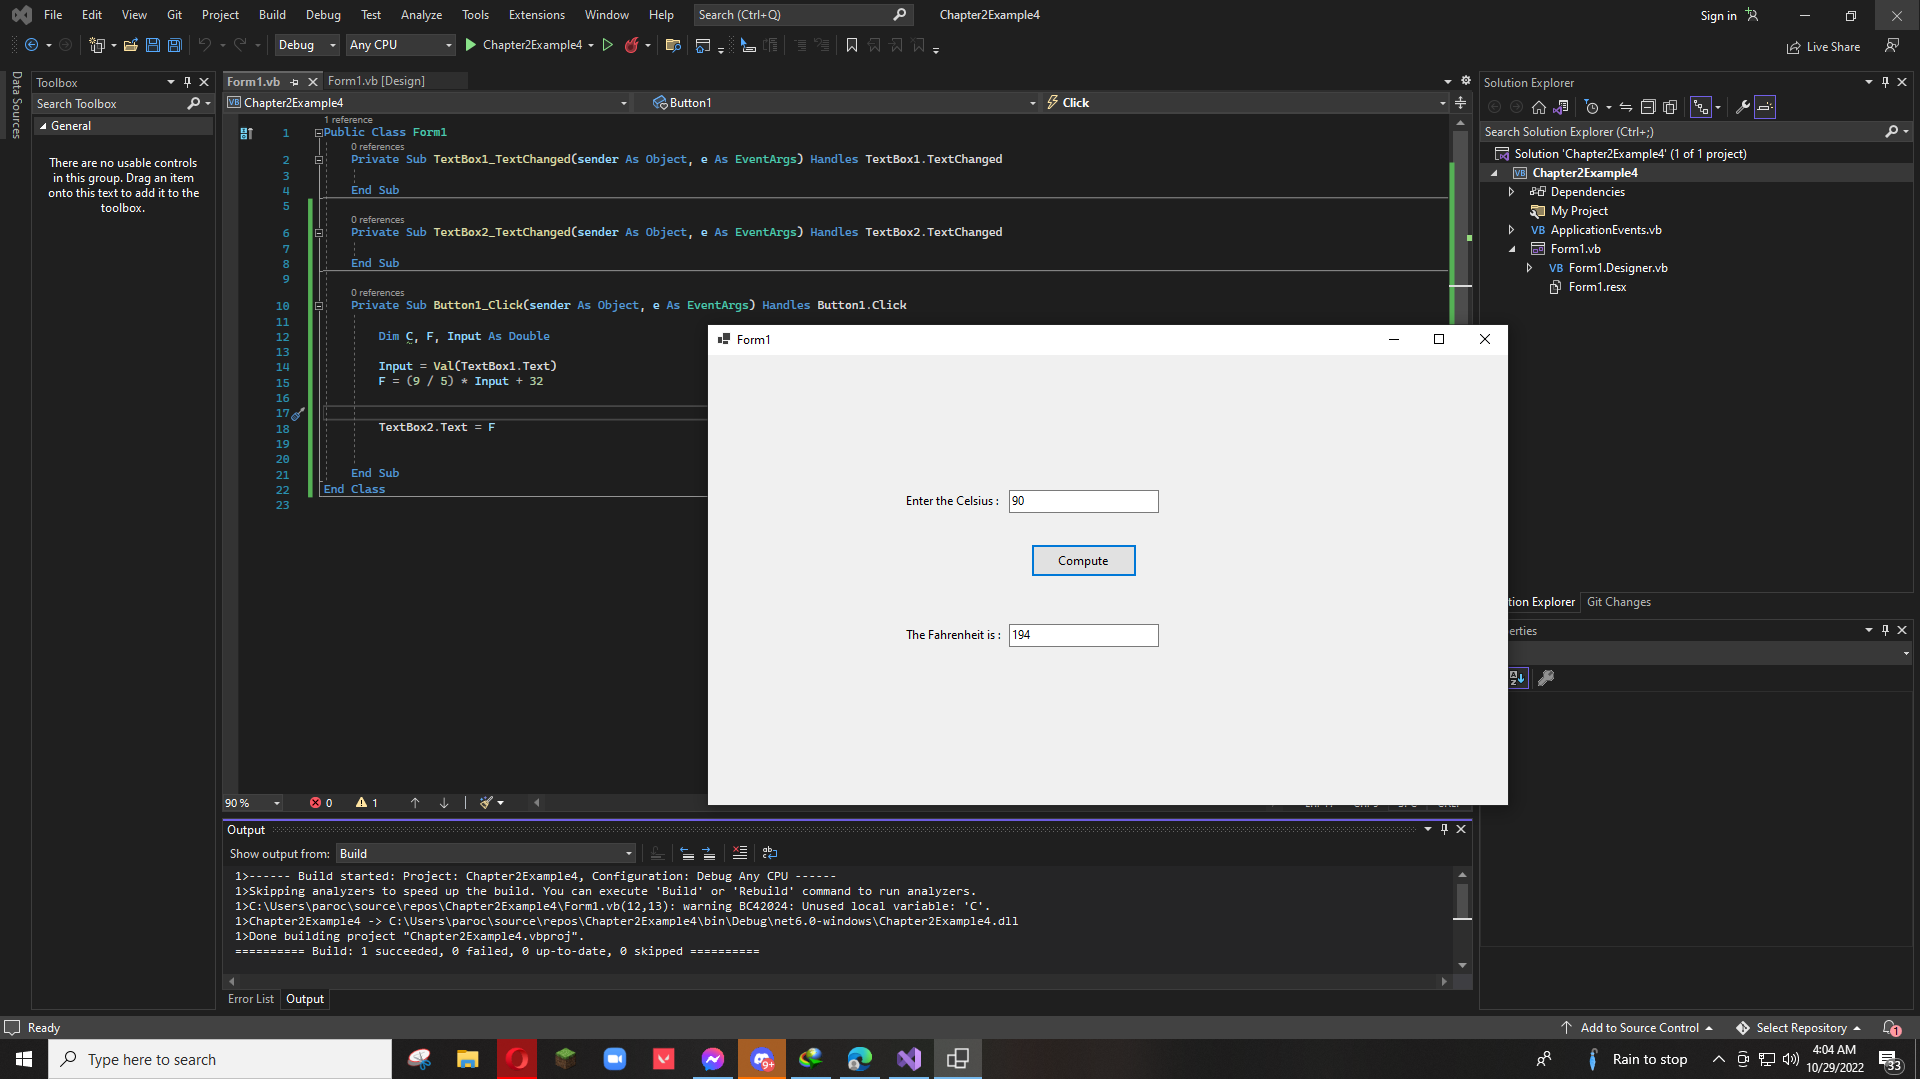 File Edit View Git Project Build Debug Test Analyze Tools Extensions Window Help Search (Ctrl+Q) Chapter2Example4 Sign in
Debug Any CPU Chapter2Example4 Live Share
Data Sources
Toolbox
Search Toolbox
General
There are no usable controls
in this group. Drag an item
onto this text to add it to the
toolbox.
Form1.vb Form1.vb [Design]
VB Chapter2Example4 Button1 Click
1 reference
1 Public Class Form1
0 references
2 Private Sub TextBox1_TextChanged(sender As Object, e As EventArgs) Handles TextBox1.TextChanged
3
4 End Sub
5
0 references
6 Private Sub TextBox2_TextChanged(sender As Object, e As EventArgs) Handles TextBox2.TextChanged
7
8 End Sub
9
0 references
10 Private Sub Button1_Click(sender As Object, e As EventArgs) Handles Button1.Click
11
12 Dim C, F, Input As Double
13
14 Input = Val(TextBox1.Text)
15 F = (9 / 5) * Input + 32
16
17
18 TextBox2.Text = F
19
20
21 End Sub
22 End Class
23
Form1
Enter the Celsius : 90
Compute
The Fahrenheit is : 194
90 % 0 1
Output
Show output from: Build
1>------ Build started: Project: Chapter2Example4, Configuration: Debug Any CPU ------
1>Skipping analyzers to speed up the build. You can execute 'Build' or 'Rebuild' command to run analyzers.
1>C:\Users\paroc\source\repos\Chapter2Example4\Form1.vb(12,13): warning BC42024: Unused local variable: 'C'.
1>Chapter2Example4 -> C:\Users\paroc\source\repos\Chapter2Example4\bin\Debug\net6.0-windows\Chapter2Example4.dll
1>Done building project "Chapter2Example4.vbproj".
========== Build: 1 succeeded, 0 failed, 0 up-to-date, 0 skipped ==========
Error List Output
Solution Explorer
Search Solution Explorer (Ctrl+;)
Solution 'Chapter2Example4' (1 of 1 project)
VB Chapter2Example4
Dependencies
My Project
VB ApplicationEvents.vb
Form1.vb
VB Form1.Designer.vb
Form1.resx
tion Explorer Git Changes
erties
Ready Add to Source Control Select Repository 1
Type here to search 9+ Rain to stop 4:04 AM
10/29/2022 33